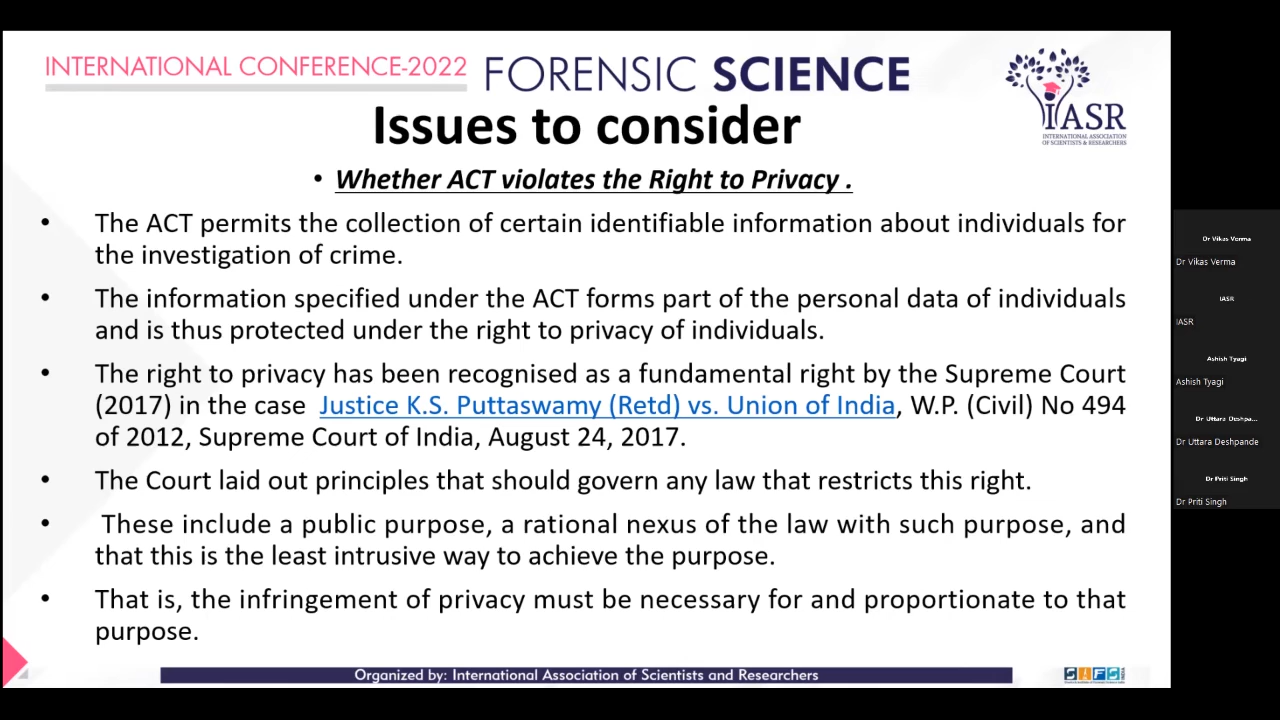 INTERNATIONAL CONFERENCE-2022 FORENSIC SCIENCE
IASR
INTERNATIONAL ASSOCIATION
OF SCIENTISTS & RESEARCHERS
Issues to consider
• Whether ACT violates the Right to Privacy .
• The ACT permits the collection of certain identifiable information about individuals for
the investigation of crime.
• The information specified under the ACT forms part of the personal data of individuals
and is thus protected under the right to privacy of individuals.
• The right to privacy has been recognised as a fundamental right by the Supreme Court
(2017) in the case Justice K.S. Puttaswamy (Retd) vs. Union of India, W.P. (Civil) No 494
of 2012, Supreme Court of India, August 24, 2017.
• The Court laid out principles that should govern any law that restricts this right.
• These include a public purpose, a rational nexus of the law with such purpose, and
that this is the least intrusive way to achieve the purpose.
• That is, the infringement of privacy must be necessary for and proportionate to that
purpose.
Organized by: International Association of Scientists and Researchers
SIFS
Dr Vikas Verma
Dr Vikas Verma
IASR
IASR
Ashish Tyagi
Ashish Tyagi
Dr Uttara Deshpa...
Dr Uttara Deshpande
Dr Priti Singh
Dr Priti Singh